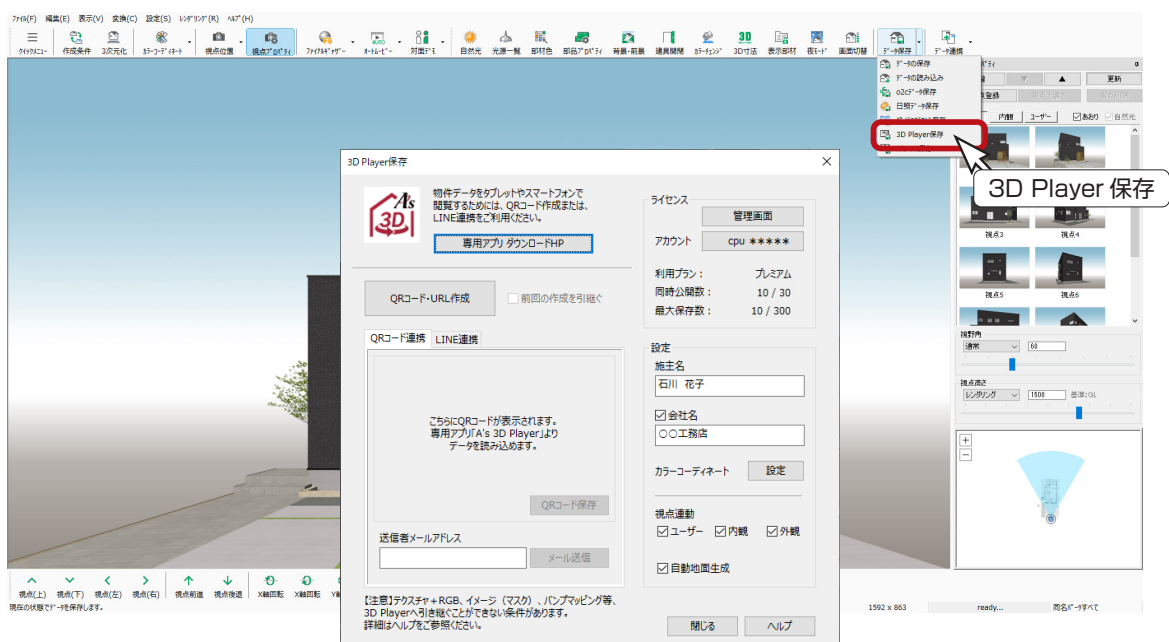 ファイル(F) 編集(E) 表示(V) 変換(C) 設定(S) レンダリング(R) ヘルプ(H)
クイックメニュー 作成条件 3次元化 カラーコーディネート 視点位置 視点プロパティ ファイルギャザー オートムービー 対面デモ 自然光 光源一覧 部材色 部品プロパティ 背景・前景 建具開閉 カラーチェンジ 3D寸法 表示部材 夜モード 画面切替 データ保存 データ連携
データの保存
データの読み込み
o2cデータ保存
日照データ保存
3D Player保存
3D Player 保存
更新
内観 ユーザー あおり 自然光
視点3 視点4
視点5 視点6
視野角
通常 60
視点高さ
レンダリング 1500 基準:GL
+
−
3D Player保存
A's
3D
物件データをタブレットやスマートフォンで
閲覧するためには、QRコード作成または、
LINE連携をご利用ください。
専用アプリ ダウンロードHP
QRコード・URL作成 前回の作成を引継ぐ
QRコード連携 LINE連携
こちらにQRコードが表示されます。
専用アプリ「A's 3D Player」より
データを読み込めます。
QRコード保存
送信者メールアドレス
メール送信
【注意】テクスチャ+RGB、イメージ（マスク）、バンプマッピング等、
3D Playerへ引き継ぐことができない条件があります。
詳細はヘルプをご参照ください。
ライセンス
管理画面
アカウント cpu *****
利用プラン： プレミアム
同時公開数： 10 / 30
最大保存数： 10 / 300
設定
施主名
石川 花子
会社名
○○工務店
カラーコーディネート 設定
視点連動
ユーザー 内観 外観
自動地面生成
閉じる ヘルプ
視点(上) 視点(下) 視点(左) 視点(右) 視点前進 視点後退 X軸回転 X軸回転
現在の状態でデータを保存します。
1592 x 863 ready... 同名パーツすべて